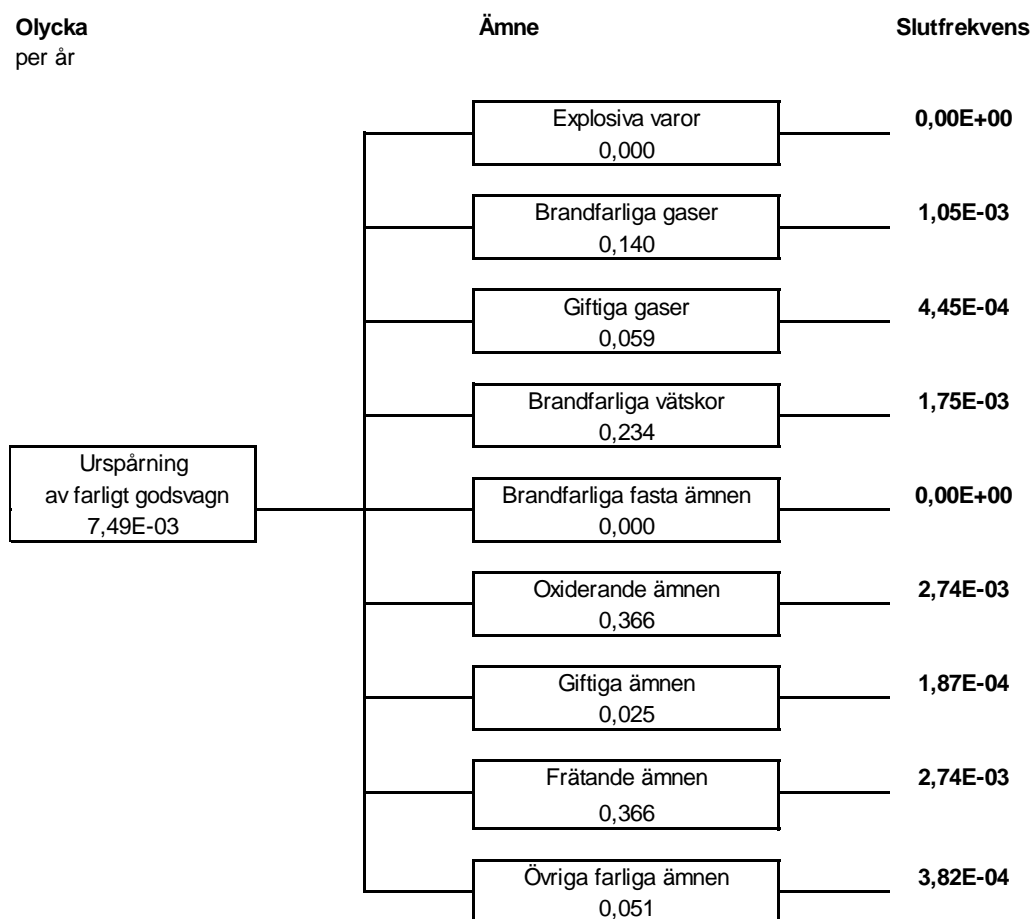 Olycka
per år
Ämne
Slutfrekvens
Explosiva varor
0,000
0,00E+00
Brandfarliga gaser
0,140
1,05E-03
Giftiga gaser
0,059
4,45E-04
Brandfarliga vätskor
0,234
1,75E-03
Urspårning
av farligt godsvagn
7,49E-03
Brandfarliga fasta ämnen
0,000
0,00E+00
Oxiderande ämnen
0,366
2,74E-03
Giftiga ämnen
0,025
1,87E-04
Frätande ämnen
0,366
2,74E-03
Övriga farliga ämnen
0,051
3,82E-04